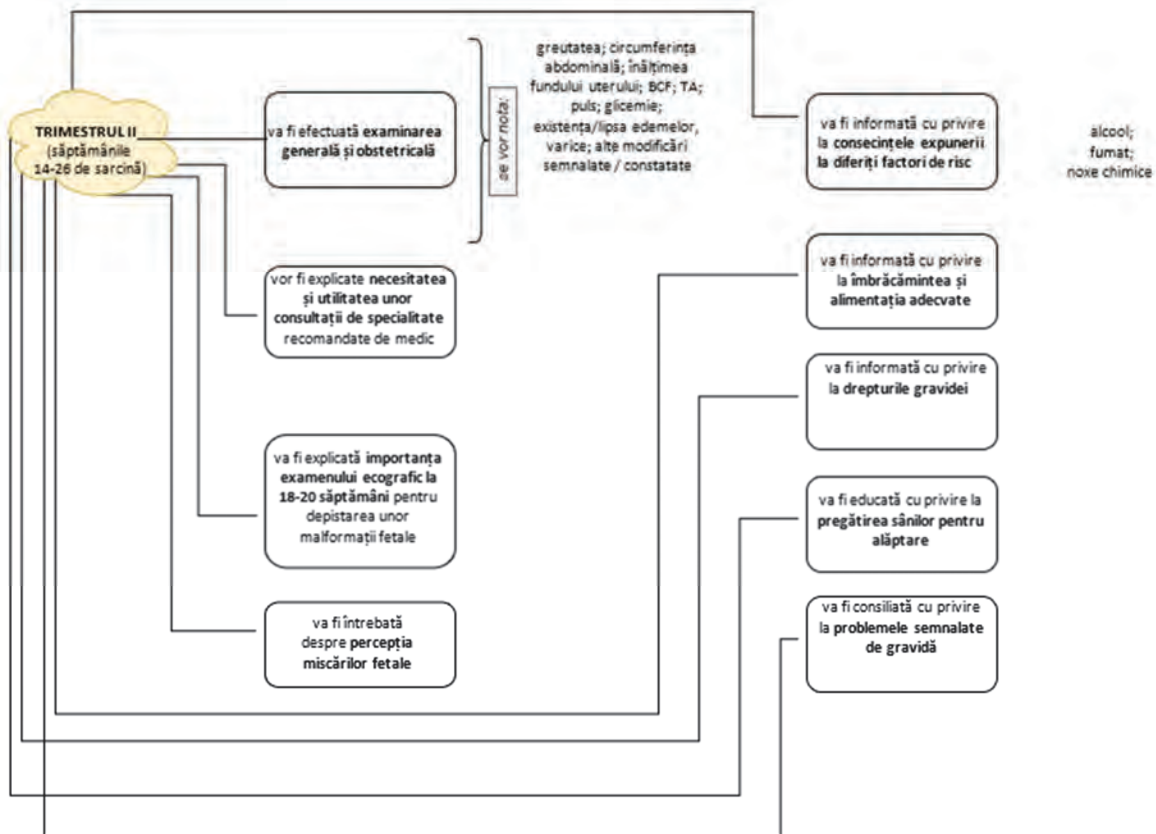 TRIMESTRUL II
(săptămânile
14-26 de sarcină)
va fi efectuată examinarea
generală și obstetricală
se vor nota:
greutatea; circumferința
abdominală; înălțimea
fundului uterului; BCF; TA;
puls; glicemie;
existența/lipsa edemelor,
varice; alte modificări
semnalate / constatate
vor fi explicate necesitatea
și utilitatea unor
consultații de specialitate
recomandate de medic
va fi explicată importanța
examenului ecografic la
18-20 săptămâni pentru
depistarea unor
malformații fetale
va fi întrebată
despre percepția
miscărilor fetale
va fi informată cu privire
la consecințele expunerii
la diferiți factori de risc
alcool;
fumat;
noxe chimice
va fi informată cu privire
la îmbrăcămintea și
alimentația adecvate
va fi informată cu privire
la drepturile gravidei
va fi educată cu privire la
pregătirea sânilor pentru
alăptare
va fi consiliată cu privire
la problemele semnalate
de gravidă